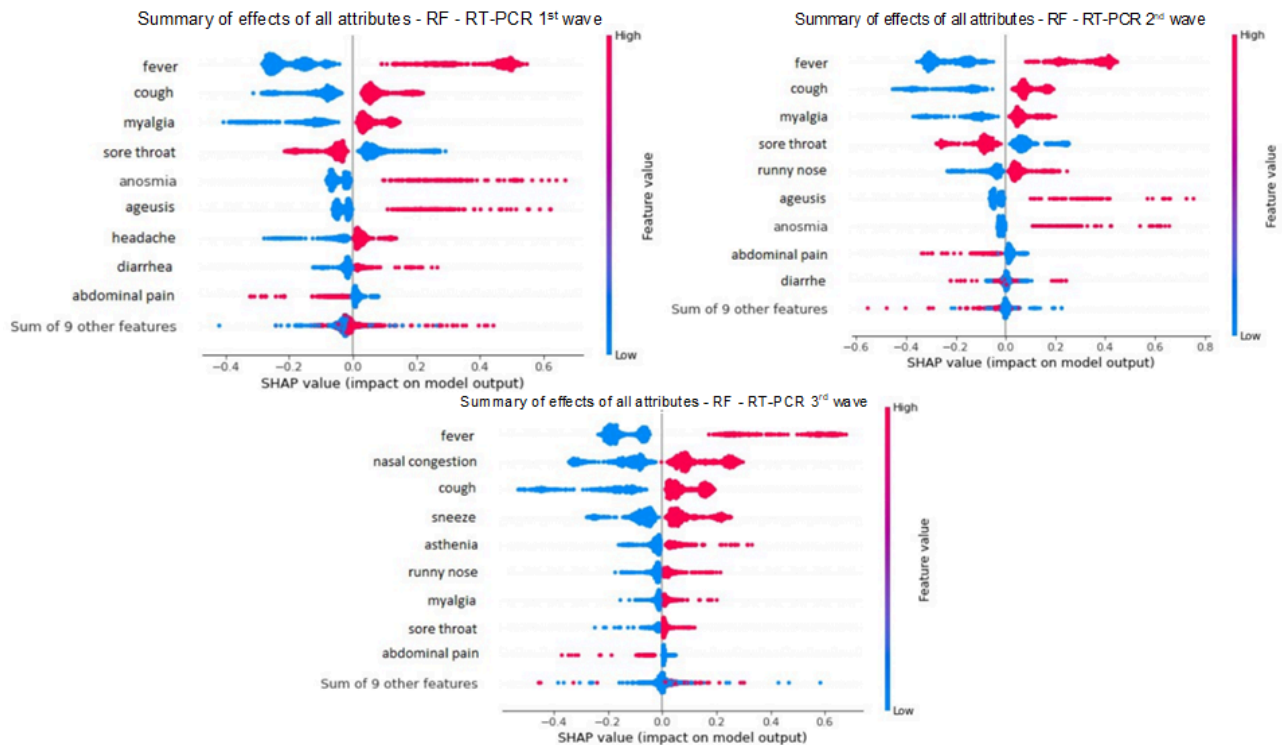 Summary of effects of all attributes - RF - RT-PCR 1st wave
High
fever
cough
myalgia
sore throat
anosmia
ageusis
headache
diarrhea
abdominal pain
Sum of 9 other features
Feature value
Low
−0.4 −0.2 0.0 0.2 0.4 0.6
SHAP value (impact on model output)
Summary of effects of all attributes - RF - RT-PCR 2nd wave
High
fever
cough
myalgia
sore throat
runny nose
ageusis
anosmia
abdominal pain
diarrhe
Sum of 9 other features
Feature value
Low
−0.6 −0.4 −0.2 0.0 0.2 0.4 0.6 0.8
SHAP value (impact on model output)
Summary of effects of all attributes - RF - RT-PCR 3rd wave
High
fever
nasal congestion
cough
sneeze
asthenia
runny nose
myalgia
sore throat
abdominal pain
Sum of 9 other features
Feature value
Low
−0.4 −0.2 0.0 0.2 0.4 0.6
SHAP value (impact on model output)